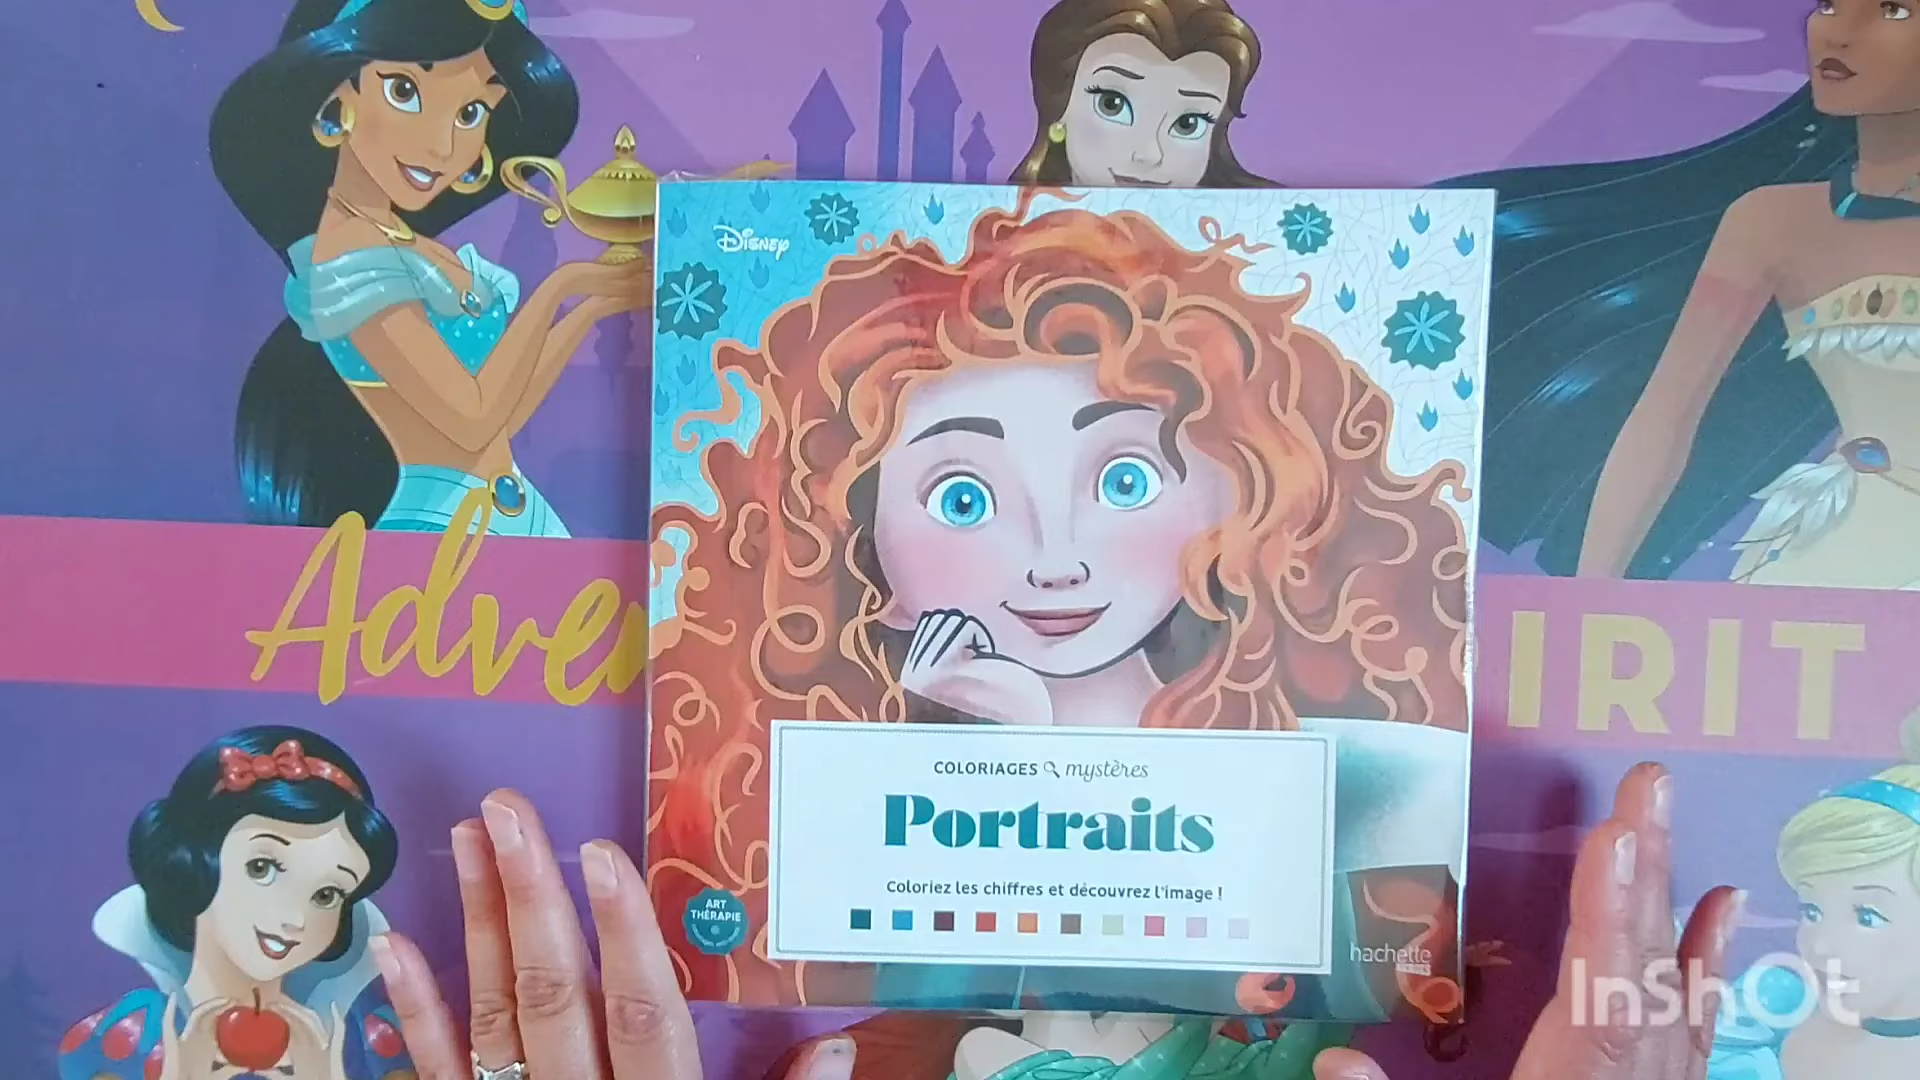 Disney
Adve
IRIT
COLORIAGES mystères
Portraits
Coloriez les chiffres et découvrez l'image !
ART
THÉRAPIE
hachette
InShOt